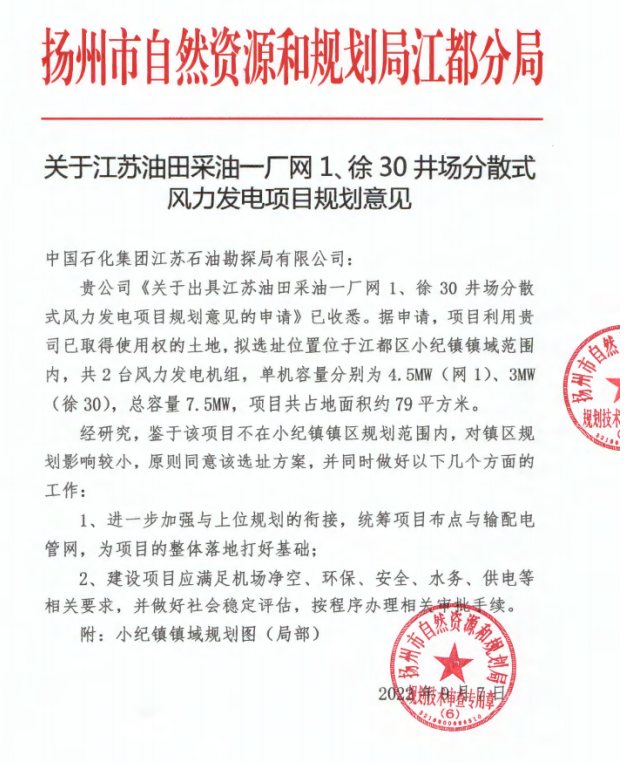 扬州市自然资源和规划局江都分局
关于江苏油田采油一厂网 1、徐 30 井场分散式
风力发电项目规划意见
中国石化集团江苏石油勘探局有限公司：
贵公司《关于出具江苏油田采油一厂网 1、徐 30 井场分散
式风力发电项目规划意见的申请》已收悉。据申请，项目利用贵
司已取得使用权的土地，拟选址位置位于江都区小纪镇镇域范围
内，共 2 台风力发电机组，单机容量分别为 4.5MW（网 1）、3MW
（徐 30），总容量 7.5MW，项目共占地面积约 79 平方米。
经研究，鉴于该项目不在小纪镇镇区规划范围内，对镇区规
划影响较小，原则同意该选址方案，并同时做好以下几个方面的
工作：
1、进一步加强与上位规划的衔接，统筹项目布点与输配电
管网，为项目的整体落地打好基础；
2、建设项目应满足机场净空、环保、安全、水务、供电等
相关要求，并做好社会稳定评估，按程序办理相关审批手续。
附：小纪镇镇域规划图（局部）
2022 年 9 月 7 日
扬州市自然资源和规划局
规划技术审查专用章
（6）
州市自然
规划技术